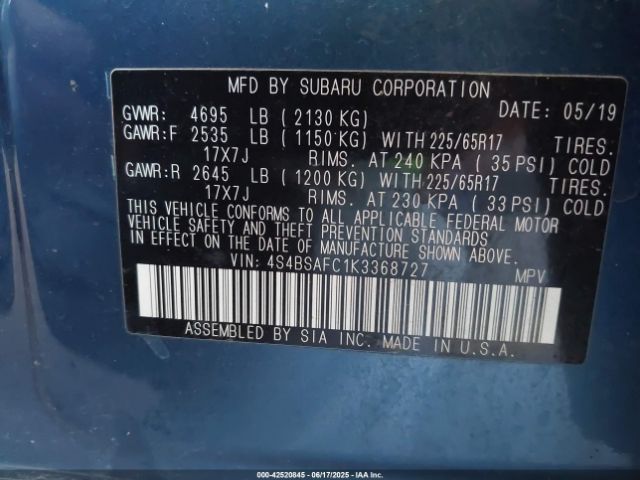 MFD BY SUBARU CORPORATION
GVWR: 4695 LB ( 2130 KG) DATE: 05/19
GAWR:F 2535 LB ( 1150 KG) WITH 225/65R17 TIRES.
17X7J RIMS. AT 240 KPA ( 35 PSI) COLD
GAWR:R 2645 LB ( 1200 KG) WITH 225/65R17 TIRES.
17X7J RIMS. AT 230 KPA ( 33 PSI) COLD
THIS VEHICLE CONFORMS TO ALL APPLICABLE FEDERAL MOTOR
VEHICLE SAFETY AND THEFT PREVENTION STANDARDS
IN EFFECT ON THE DATE OF MANUFACTURE SHOWN ABOVE.
VIN: 4S4BSAFC1K3368727 MPV
ASSEMBLED BY SIA INC. MADE IN U.S.A.
000-42520845 - 06/17/2025 - IAAI.COM